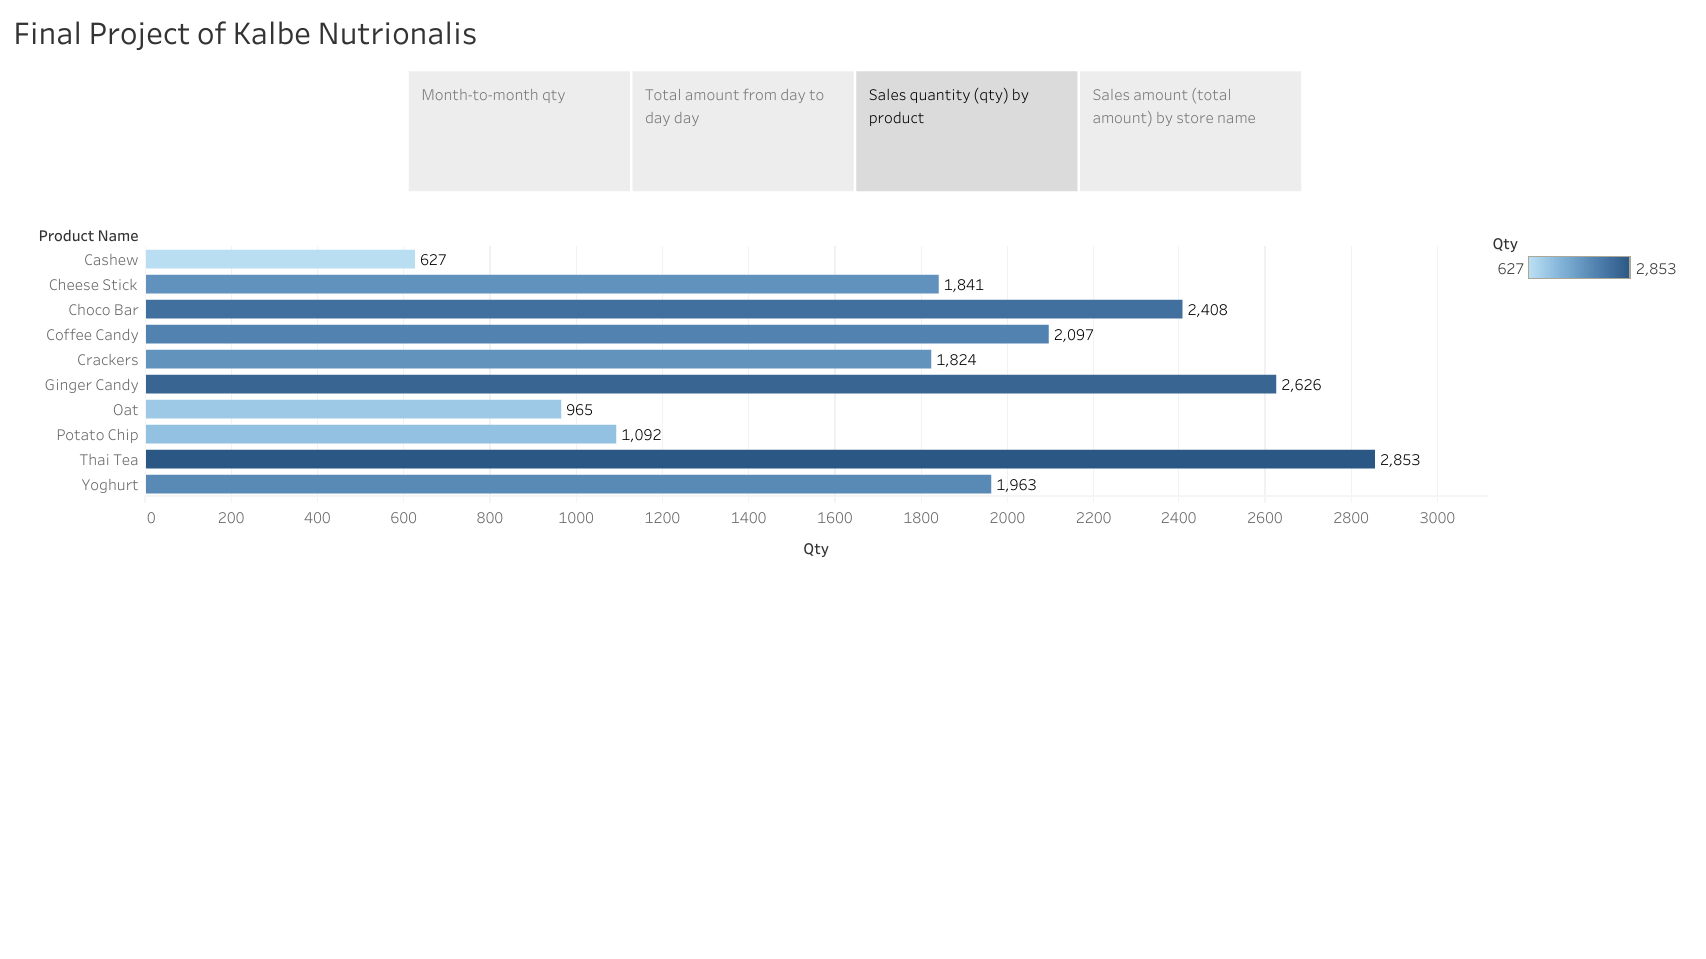 Final Project of Kalbe Nutrionalis
Month-to-month qty
Total amount from day to
day day
Sales quantity (qty) by
product
Sales amount (total
amount) by store name
Product Name
Cashew 627
Cheese Stick 1,841
Choco Bar 2,408
Coffee Candy 2,097
Crackers 1,824
Ginger Candy 2,626
Oat 965
Potato Chip 1,092
Thai Tea 2,853
Yoghurt 1,963
0 200 400 600 800 1000 1200 1400 1600 1800 2000 2200 2400 2600 2800 3000
Qty
Qty
627 2,853